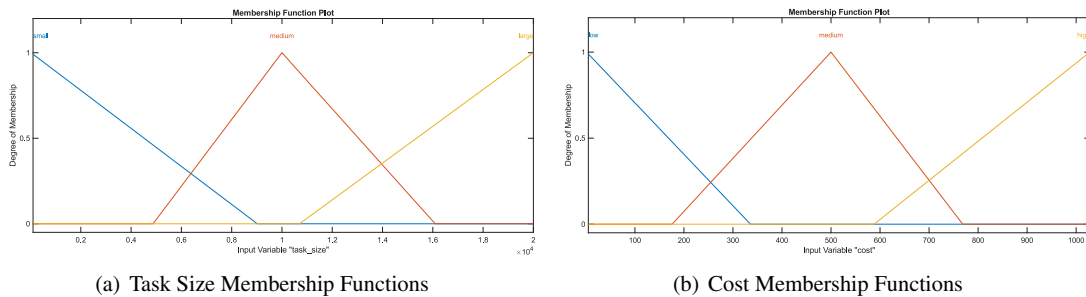 Membership Function Plot
small
medium
large
1
0.5
0
Degree of Membership
0.2
0.4
0.6
0.8
1
1.2
1.4
1.6
1.8
2
Input Variable "task_size"
×10⁴
(a) Task Size Membership Functions
Membership Function Plot
low
medium
hig
1
0.5
0
Degree of Membership
100
200
300
400
500
600
700
800
900
1000
Input Variable "cost"
(b) Cost Membership Functions